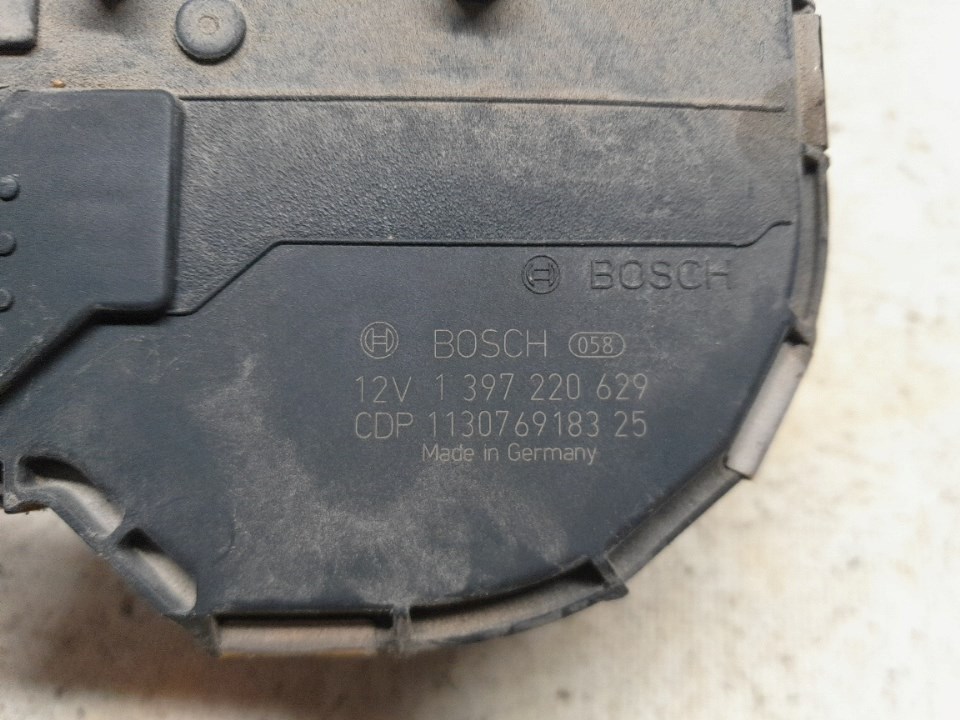 BOSCH
BOSCH 058
12V 1 397 220 629
CDP 1130769183 25
Made in Germany